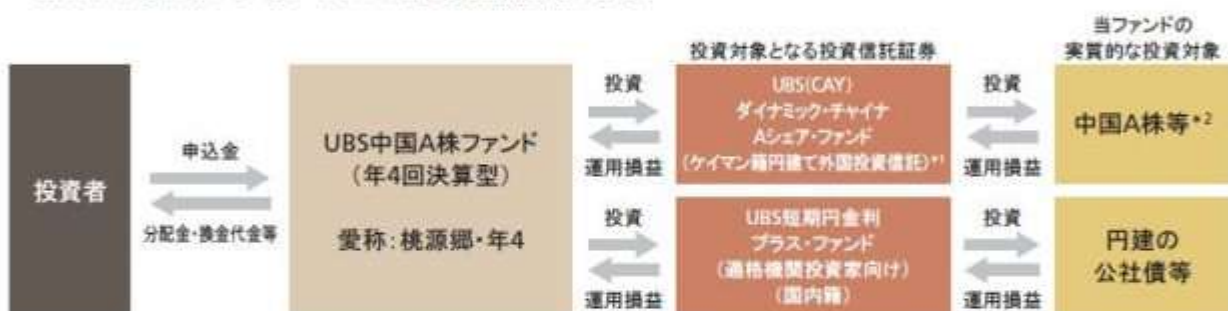 投資者
申込金
分配金・換金代金等
UBS中国A株ファンド
(年4回決算型)
愛称:桃源郷・年4
投資
運用損益
投資
運用損益
投資対象となる投資信託証券
UBS(CAY)
ダイナミック・チャイナ
Aシェア・ファンド
(ケイマン籍円建て外国投資信託)*1
UBS短期円金利
プラス・ファンド
(適格機関投資家向け)
(国内籍)
投資
運用損益
投資
運用損益
当ファンドの
実質的な投資対象
中国A株等*2
円建の
公社債等